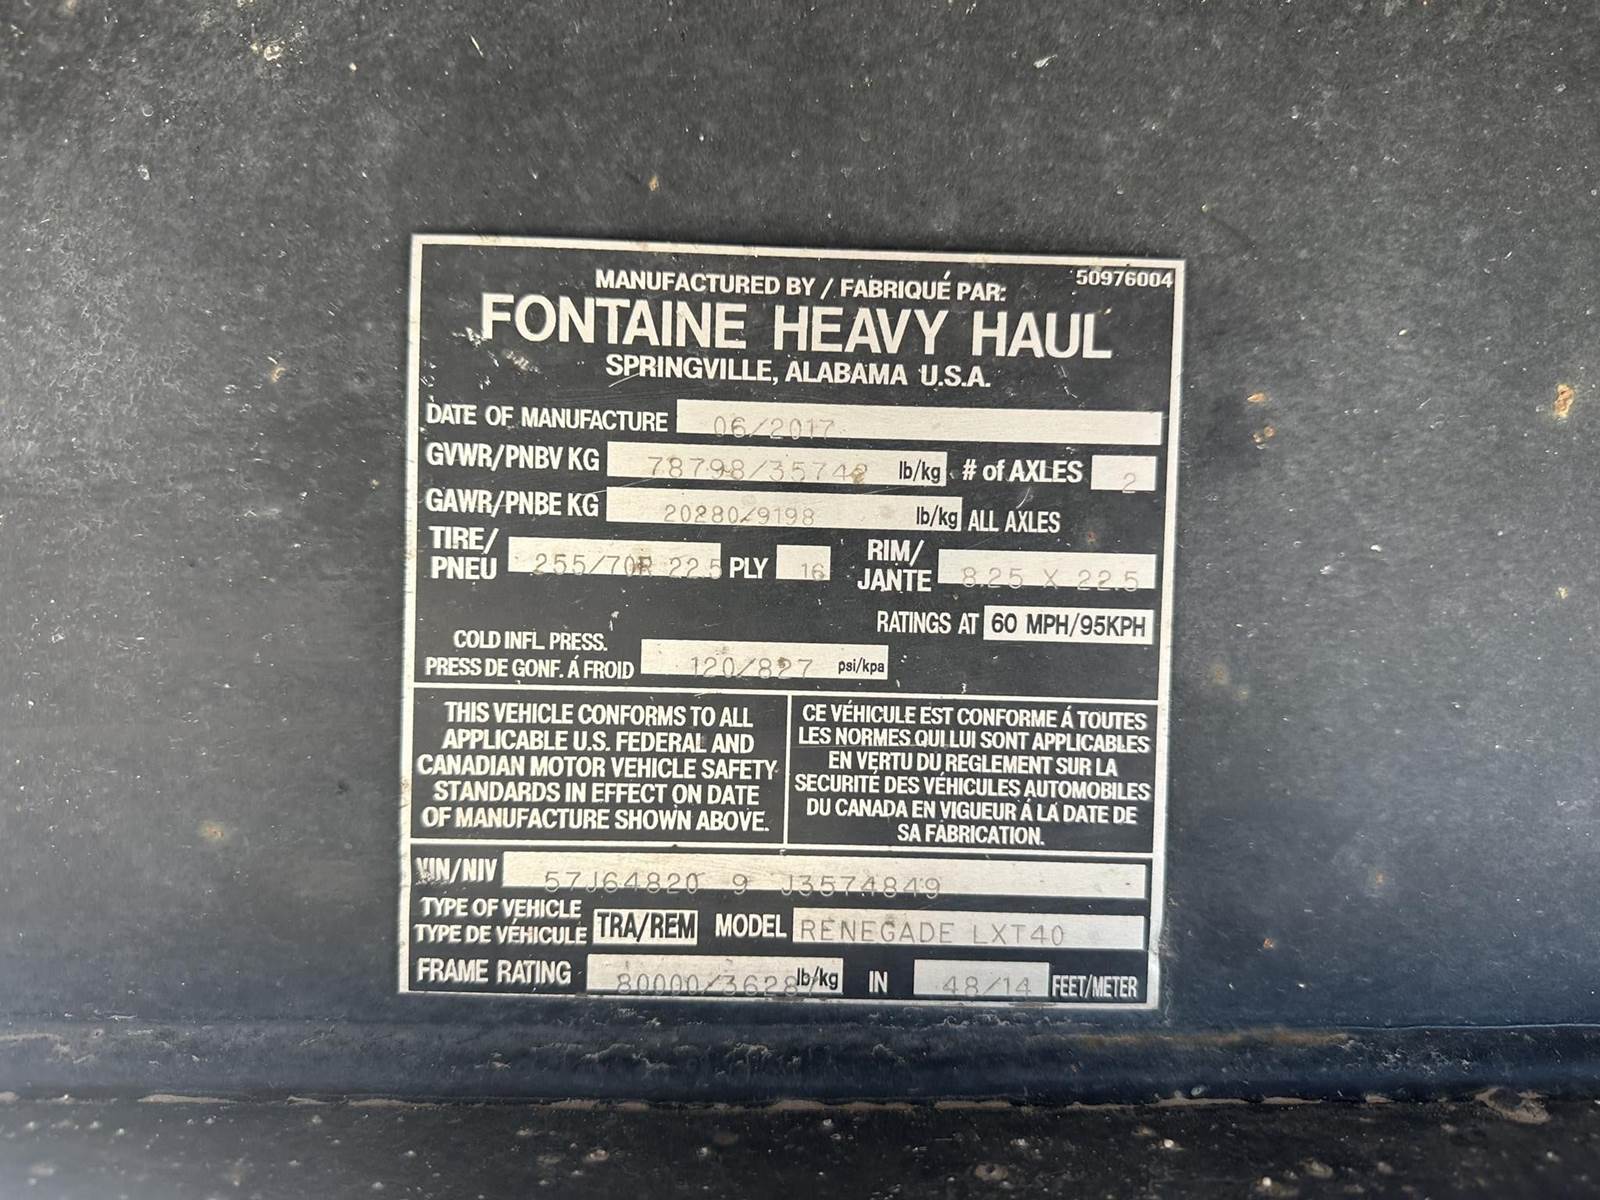 50976004
MANUFACTURED BY / FABRIQUÉ PAR:
FONTAINE HEAVY HAUL
SPRINGVILLE, ALABAMA U.S.A.
DATE OF MANUFACTURE 06/2017
GVWR/PNBV KG 78798/35742 lb/kg # of AXLES 2
GAWR/PNBE KG 20280/9198 lb/kg ALL AXLES
TIRE/
PNEU 255/70R 22.5 PLY 16 RIM/
JANTE 8.25 X 22.5
RATINGS AT 60 MPH/95KPH
COLD INFL. PRESS.
PRESS DE GONF. Á FROID 120/827 psi/kpa
THIS VEHICLE CONFORMS TO ALL
APPLICABLE U.S. FEDERAL AND
CANADIAN MOTOR VEHICLE SAFETY
STANDARDS IN EFFECT ON DATE
OF MANUFACTURE SHOWN ABOVE.
CE VÉHICULE EST CONFORME Á TOUTES
LES NORMES QUI LUI SONT APPLICABLES
EN VERTU DU REGLEMENT SUR LA
SECURITÉ DES VÉHICULES AUTOMOBILES
DU CANADA EN VIGUEUR Á LA DATE DE
SA FABRICATION.
VIN/NIV 57J64820 9 J3574849
TYPE OF VEHICLE
TYPE DE VÉHICULE TRA/REM MODEL RENEGADE LXT40
FRAME RATING 80000/3628 lb/kg IN 48/14 FEET/METER